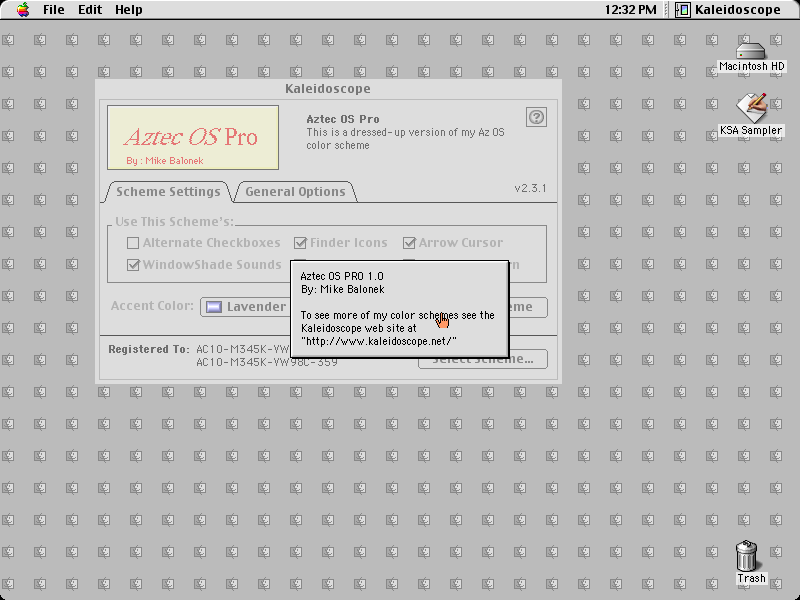 File Edit Help 12:32 PM Kaleidoscope
Macintosh HD
KSA Sampler
Kaleidoscope
Aztec OS Pro
By: Mike Balonek
Aztec OS Pro
This is a dressed-up version of my Az OS
color scheme
Scheme Settings General Options v2.3.1
Use This Scheme's:
Alternate Checkboxes Finder Icons Arrow Cursor
WindowShade Sounds
Accent Color: Lavender
Aztec OS PRO 1.0
By: Mike Balonek
To see more of my color schemes see the
Kaleidoscope web site at
"http://www.kaleidoscope.net/"
Registered To: AC10-M345K-YW
AC10-M345K-YW98C-359
Select Scheme...
Trash